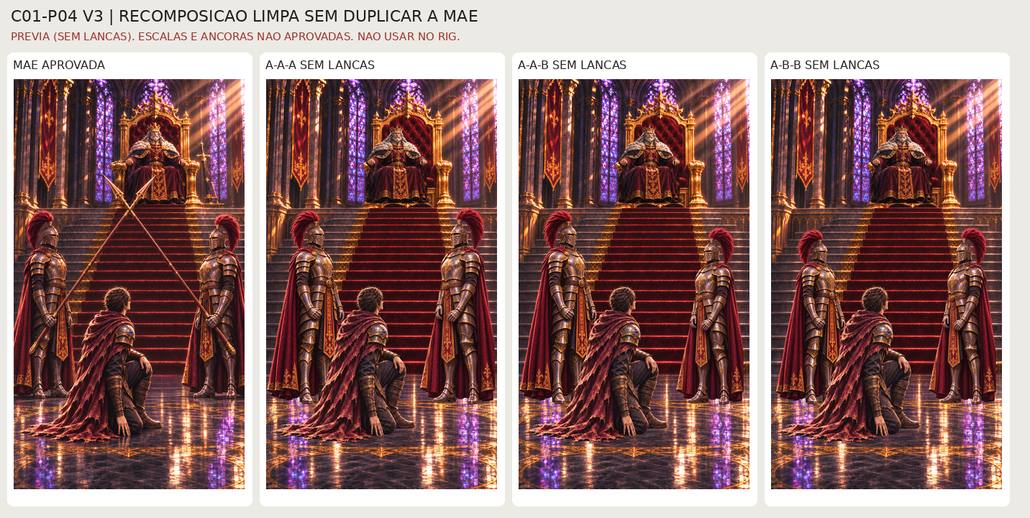 C01-P04 V3 | RECOMPOSICAO LIMPA SEM DUPLICAR A MAE
PREVIA (SEM LANCAS). ESCALAS E ANCORAS NAO APROVADAS. NAO USAR NO RIG.
MAE APROVADA
A-A-A SEM LANCAS
A-A-B SEM LANCAS
A-B-B SEM LANCAS